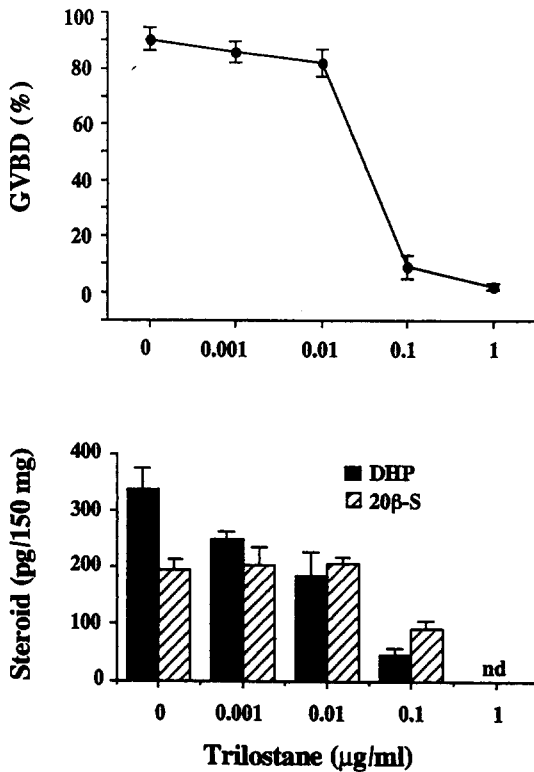 100
80
60
40
20
0
GVBD (%)
0 0.001 0.01 0.1 1
400
300
200
100
0
Steroid (pg/150 mg)
DHP
20β-S
nd
0 0.001 0.01 0.1 1
Trilostane (μg/ml)